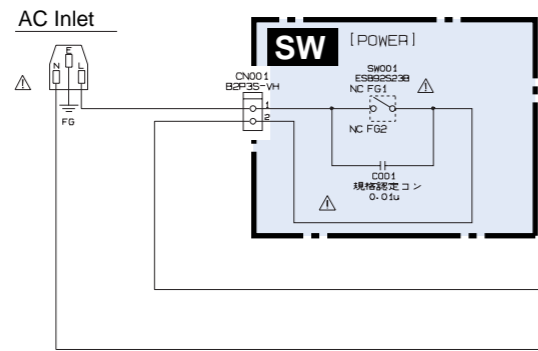 AC Inlet
SW
[POWER]
N
E
L
FG
CN001
B2P3S-VH
1
2
SW001
ESB92S23B
NC FG1
NC FG2
C001
現格認定コン
0.01u